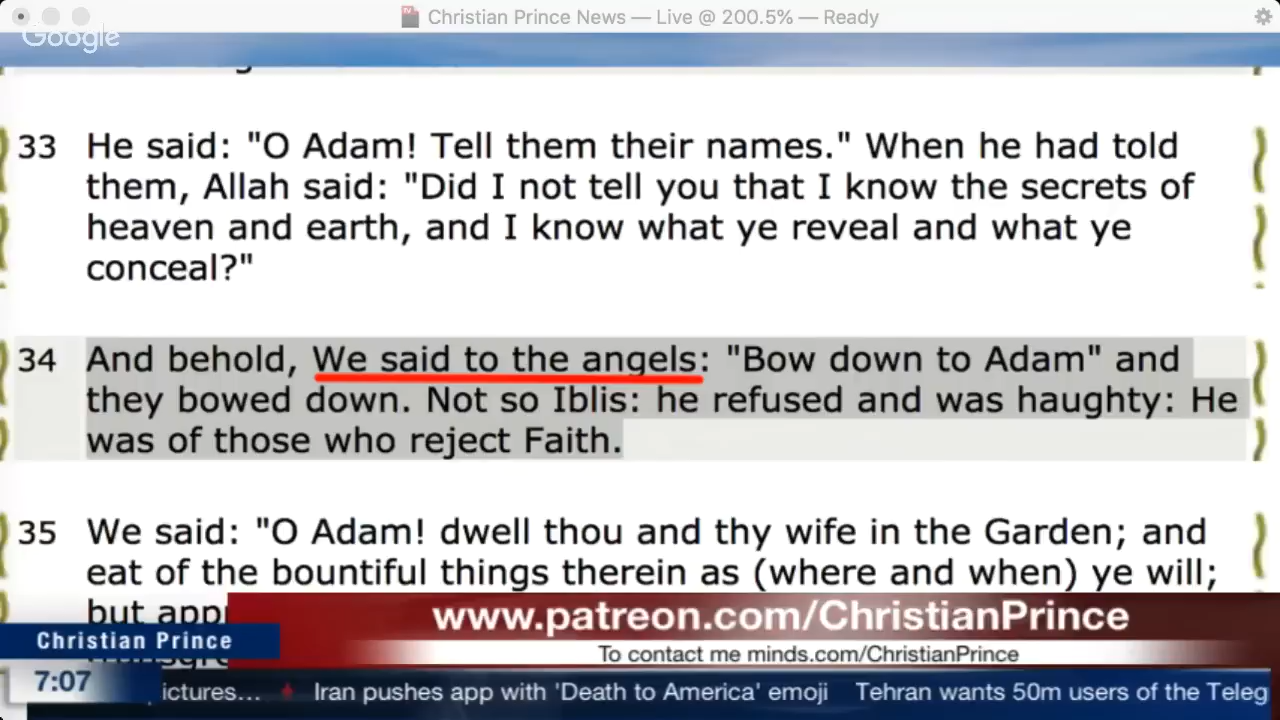 Christian Prince News — Live @ 200.5% — Ready
Google
33 He said: "O Adam! Tell them their names." When he had told
them, Allah said: "Did I not tell you that I know the secrets of
heaven and earth, and I know what ye reveal and what ye
conceal?"
34 And behold, We said to the angels: "Bow down to Adam" and
they bowed down. Not so Iblis: he refused and was haughty: He
was of those who reject Faith.
35 We said: "O Adam! dwell thou and thy wife in the Garden; and
eat of the bountiful things therein as (where and when) ye will;
but
www.patreon.com/ChristianPrince
Christian Prince
To contact me minds.com/ChristianPrince
7:07
ictures... Iran pushes app with 'Death to America' emoji Tehran wants 50m users of the Teleg